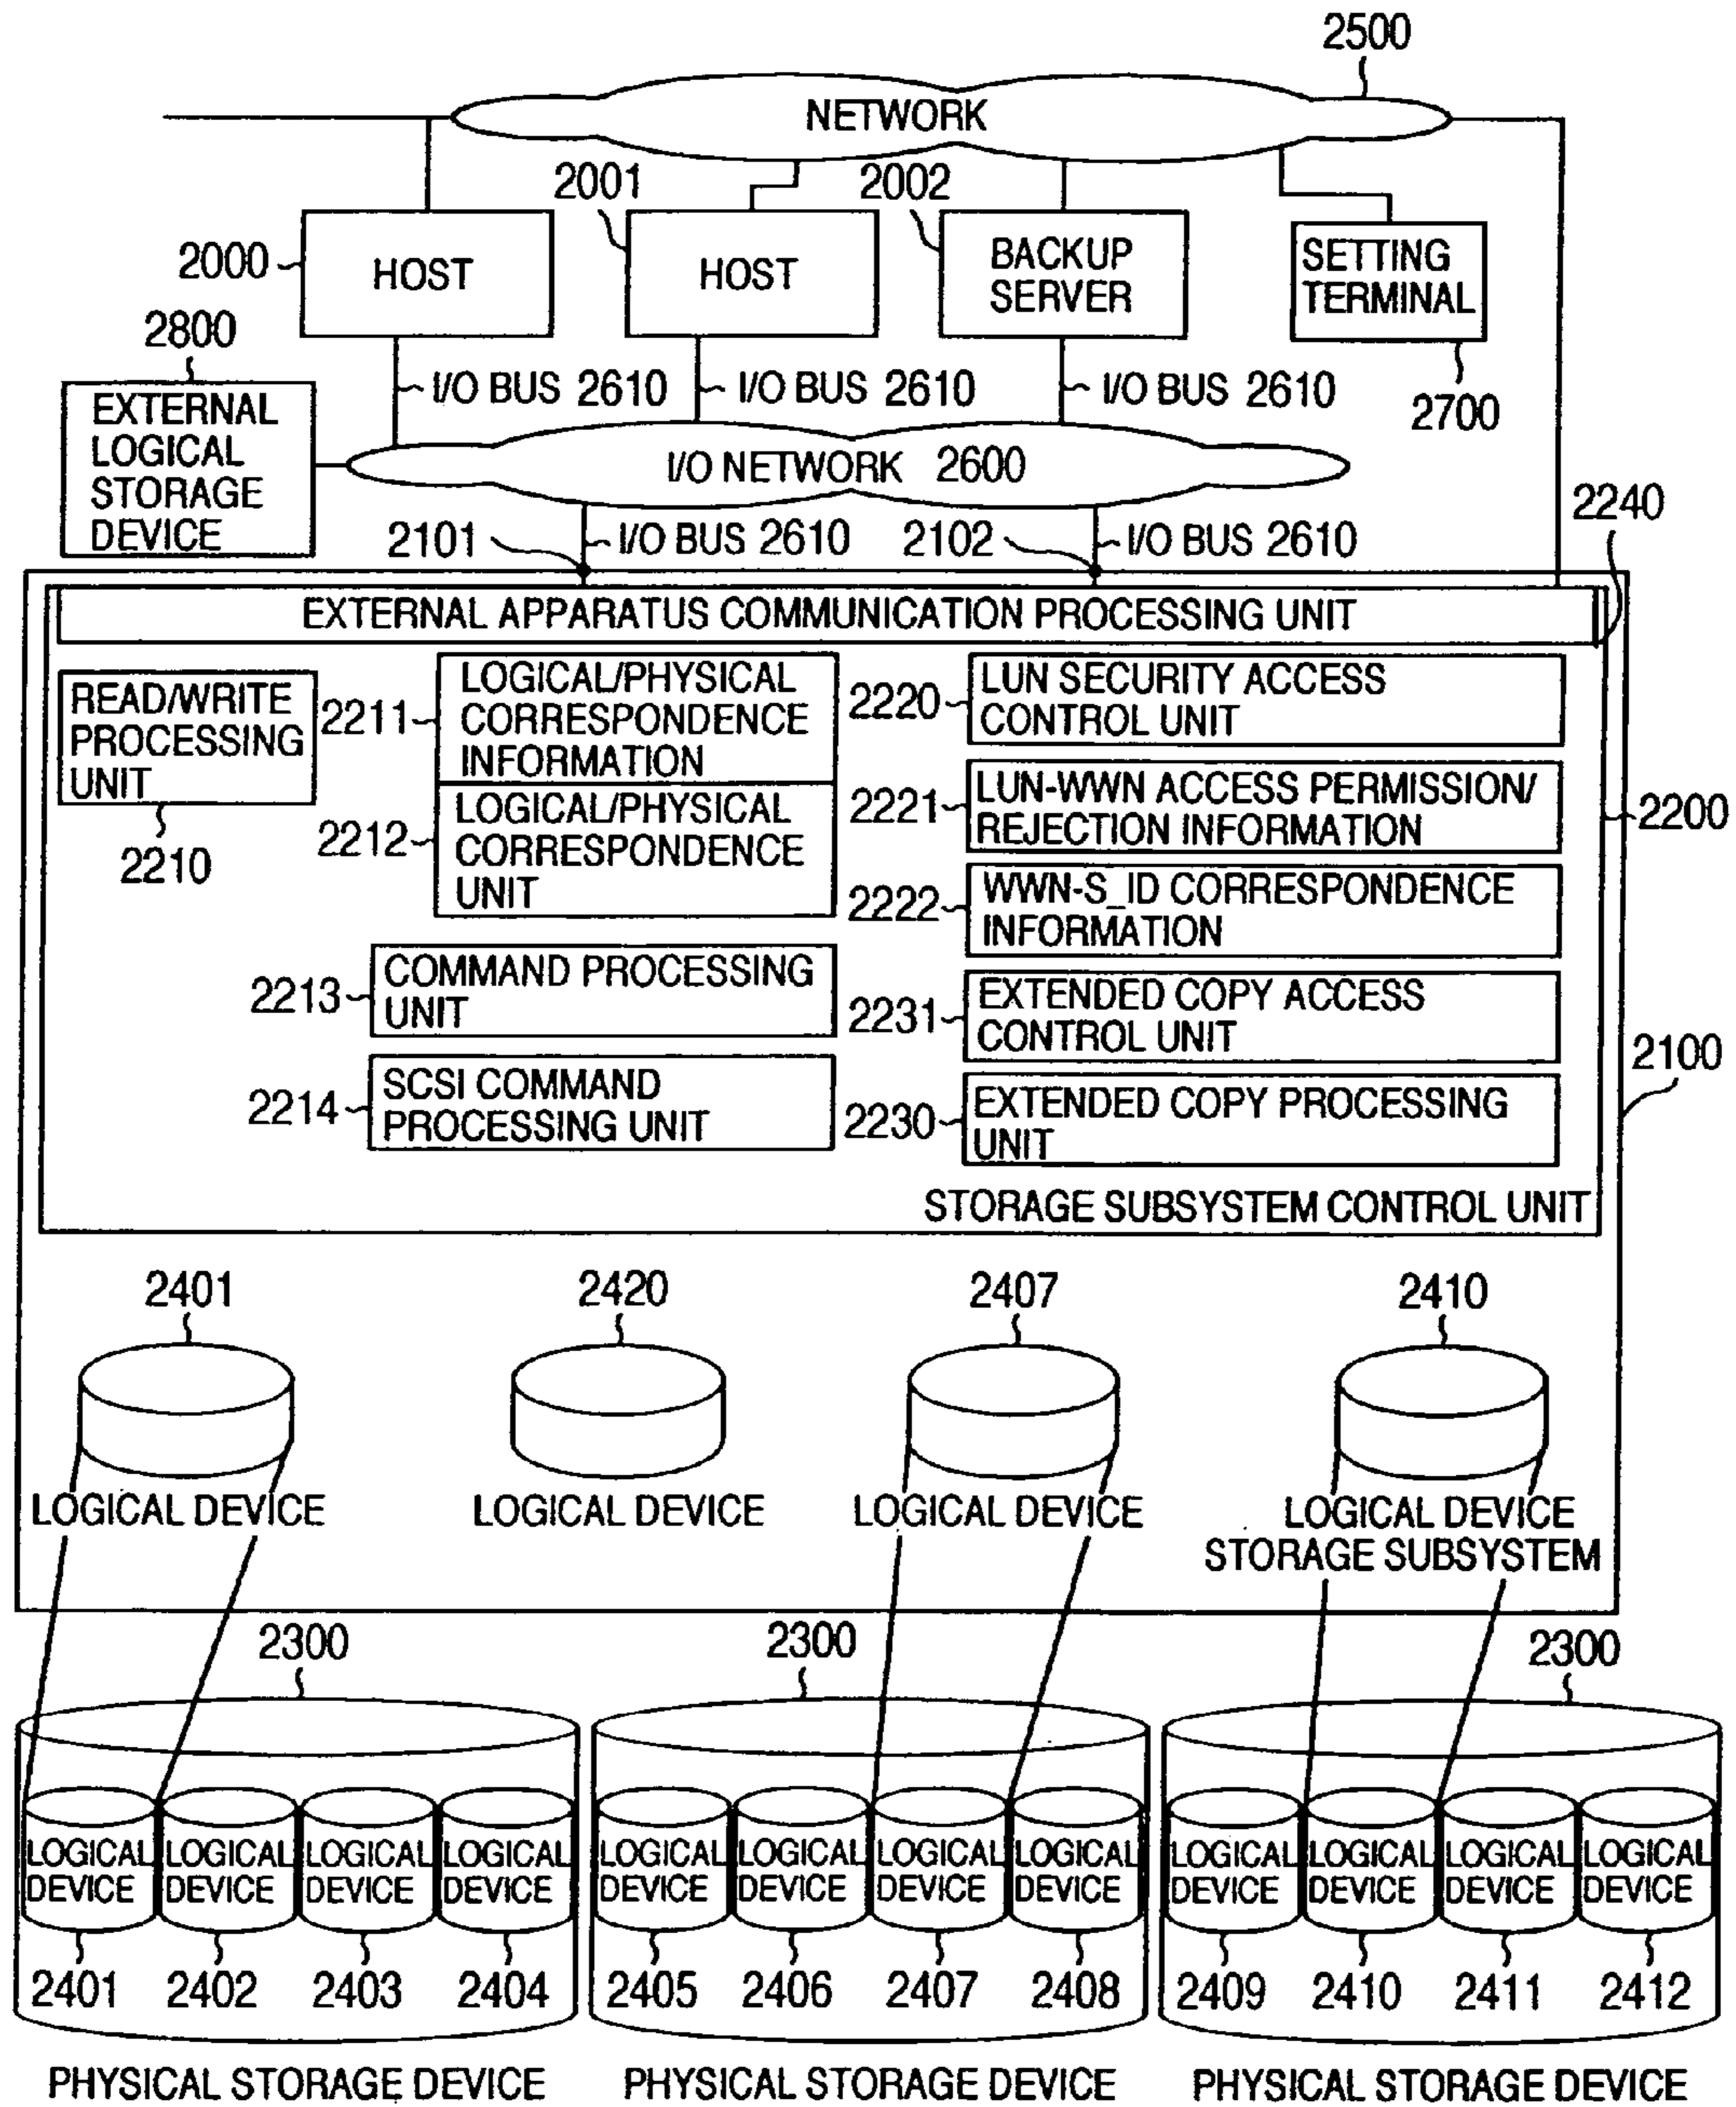 2500
NETWORK
2001
2002
2000
HOST
HOST
BACKUP
SERVER
SETTING
TERMINAL
2800
I/O BUS 2610
I/O BUS 2610
I/O BUS 2610
2700
EXTERNAL
LOGICAL
STORAGE
DEVICE
I/O NETWORK 2600
2240
2101
I/O BUS 2610
2102
I/O BUS 2610
EXTERNAL APPARATUS COMMUNICATION PROCESSING UNIT
READ/WRITE
PROCESSING
UNIT
2210
2211
LOGICAL/PHYSICAL
CORRESPONDENCE
INFORMATION
2212
LOGICAL/PHYSICAL
CORRESPONDENCE
UNIT
2213
COMMAND PROCESSING
UNIT
2214
SCSI COMMAND
PROCESSING UNIT
2220
LUN SECURITY ACCESS
CONTROL UNIT
2221
LUN-WWN ACCESS PERMISSION/
REJECTION INFORMATION
2200
2222
WWN-S_ID CORRESPONDENCE
INFORMATION
2231
EXTENDED COPY ACCESS
CONTROL UNIT
2100
2230
EXTENDED COPY PROCESSING
UNIT
STORAGE SUBSYSTEM CONTROL UNIT
2401
2420
2407
2410
LOGICAL DEVICE
LOGICAL DEVICE
LOGICAL DEVICE
LOGICAL DEVICE
STORAGE SUBSYSTEM
2300
2300
2300
LOGICAL
DEVICE
LOGICAL
DEVICE
LOGICAL
DEVICE
LOGICAL
DEVICE
LOGICAL
DEVICE
LOGICAL
DEVICE
LOGICAL
DEVICE
LOGICAL
DEVICE
LOGICAL
DEVICE
LOGICAL
DEVICE
LOGICAL
DEVICE
LOGICAL
DEVICE
2401
2402
2403
2404
2405
2406
2407
2408
2409
2410
2411
2412
PHYSICAL STORAGE DEVICE
PHYSICAL STORAGE DEVICE
PHYSICAL STORAGE DEVICE